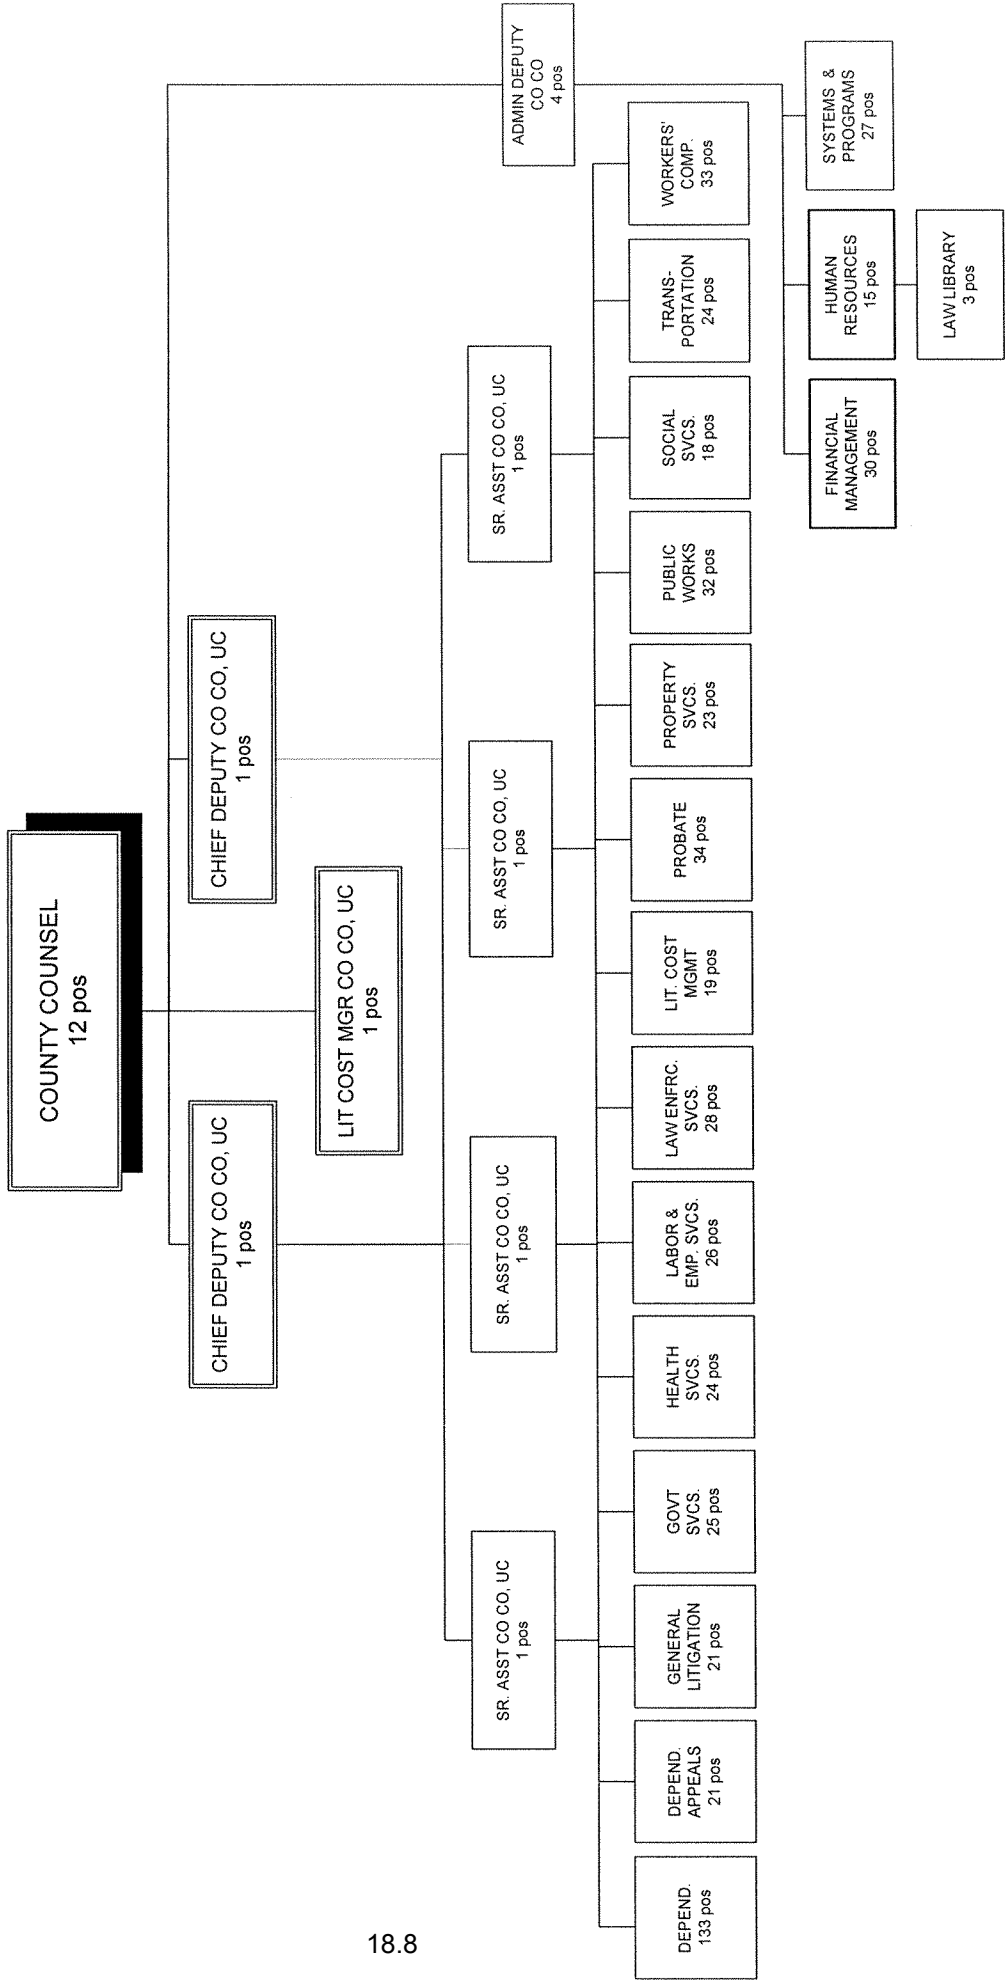 COUNTY COUNSEL
12 pos
CHIEF DEPUTY CO CO, UC
1 pos
CHIEF DEPUTY CO CO, UC
1 pos
LIT COST MGR CO CO, UC
1 pos
SR. ASST CO CO, UC
1 pos
SR. ASST CO CO, UC
1 pos
SR. ASST CO CO, UC
1 pos
SR. ASST CO CO, UC
1 pos
ADMIN DEPUTY
CO CO
4 pos
DEPEND.
133 pos
DEPEND.
APPEALS
21 pos
GENERAL
LITIGATION
21 pos
GOVT
SVCS.
25 pos
HEALTH
SVCS.
24 pos
LABOR &
EMP. SVCS.
26 pos
LAW ENFRC.
SVCS.
28 pos
LIT. COST
MGMT
19 pos
PROBATE
34 pos
PROPERTY
SVCS.
23 pos
PUBLIC
WORKS
32 pos
SOCIAL
SVCS.
18 pos
TRANS-
PORTATION
24 pos
WORKERS'
COMP.
33 pos
FINANCIAL
MANAGEMENT
30 pos
HUMAN
RESOURCES
15 pos
SYSTEMS &
PROGRAMS
27 pos
LAW LIBRARY
3 pos
18.8